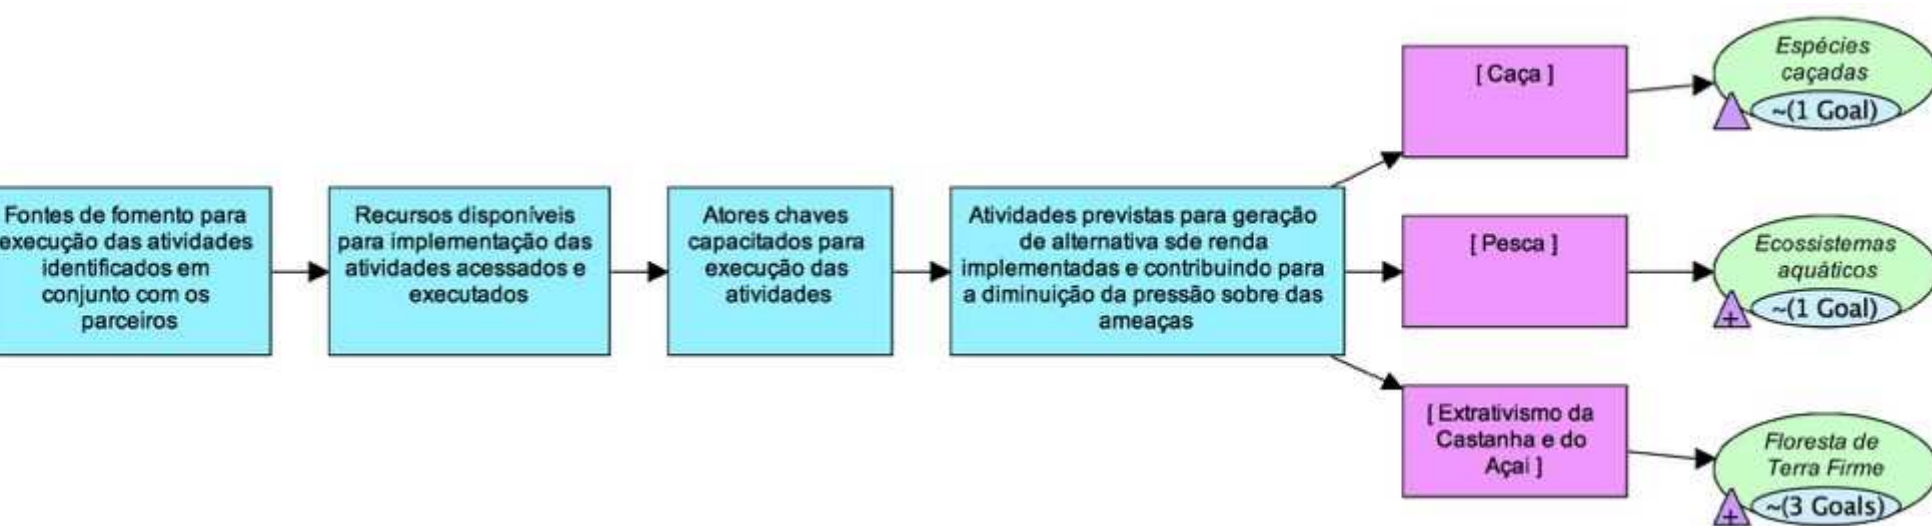 Fontes de fomento para
execução das atividades
identificados em
conjunto com os
parceiros
Recursos disponíveis
para implementação das
atividades acessados e
executados
Atores chaves
capacitados para
execução das
atividades
Atividades previstas para geração
de alternativa sde renda
implementadas e contribuindo para
a diminuição da pressão sobre das
ameaças
[ Caça ]
Espécies
caçadas
~(1 Goal)
[ Pesca ]
Ecossistemas
aquáticos
+
~(1 Goal)
[ Extrativismo da
Castanha e do
Açaí ]
Floresta de
Terra Firme
+
~(3 Goals)